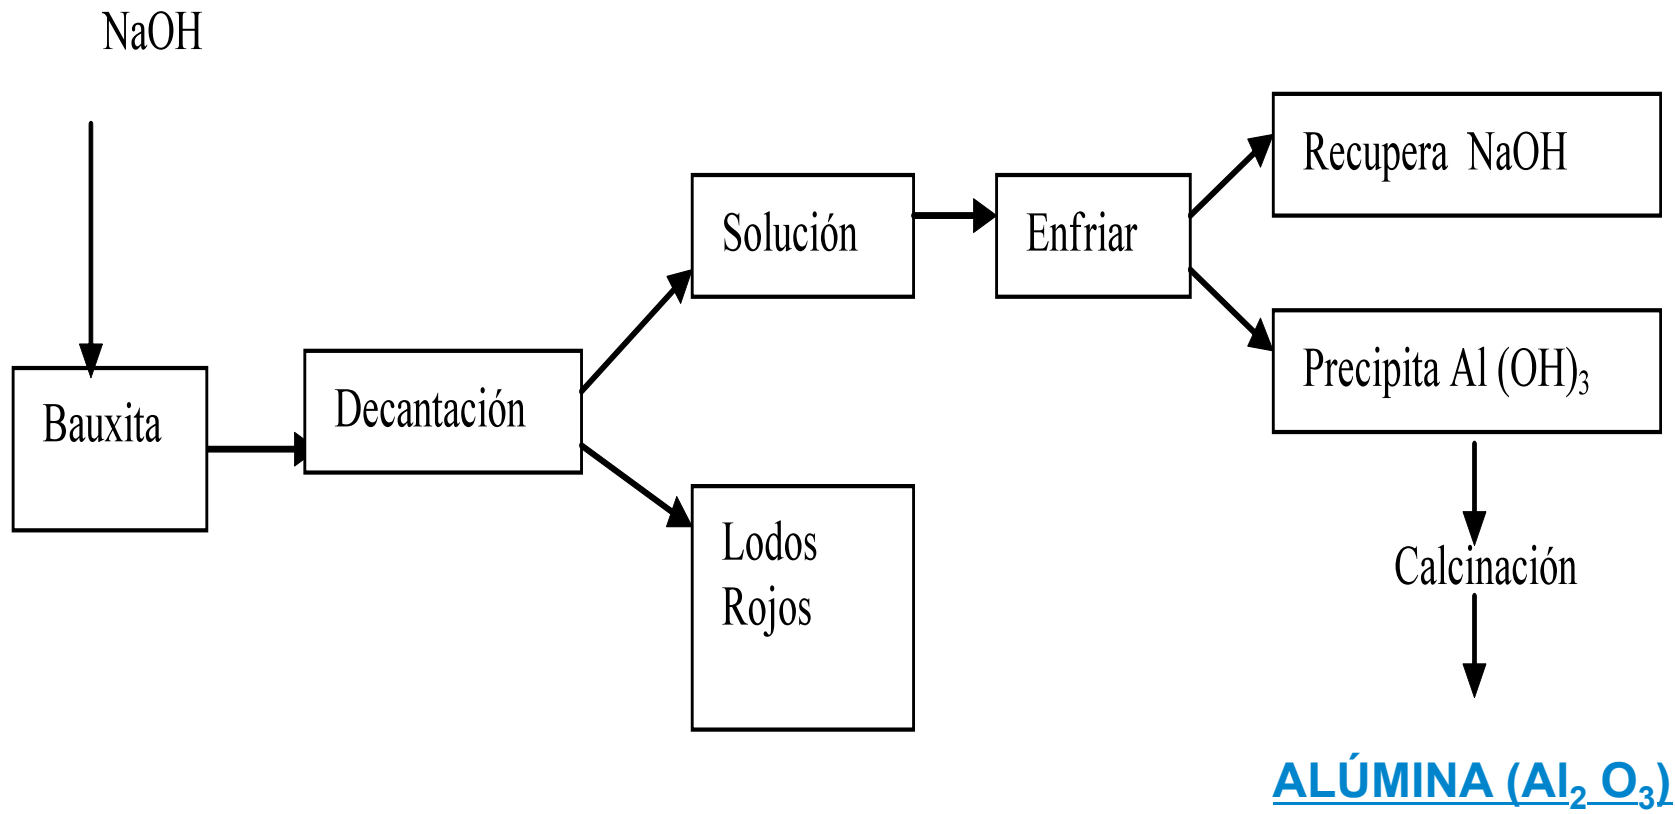 NaOH
Bauxita
Decantación
Solución
Lodos
Rojos
Enfriar
Recupera NaOH
Precipita Al (OH)₃
Calcinación
ALÚMINA (Al₂ O₃)